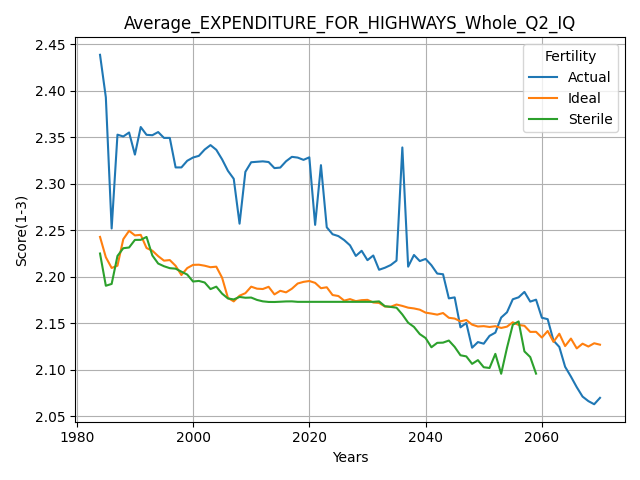 Average_EXPENDITURE_FOR_HIGHWAYS_Whole_Q2_IQ
Fertility
Actual
Ideal
Sterile
Score(1-3)
2.45
2.40
2.35
2.30
2.25
2.20
2.15
2.10
2.05
1980
2000
2020
2040
2060
Years